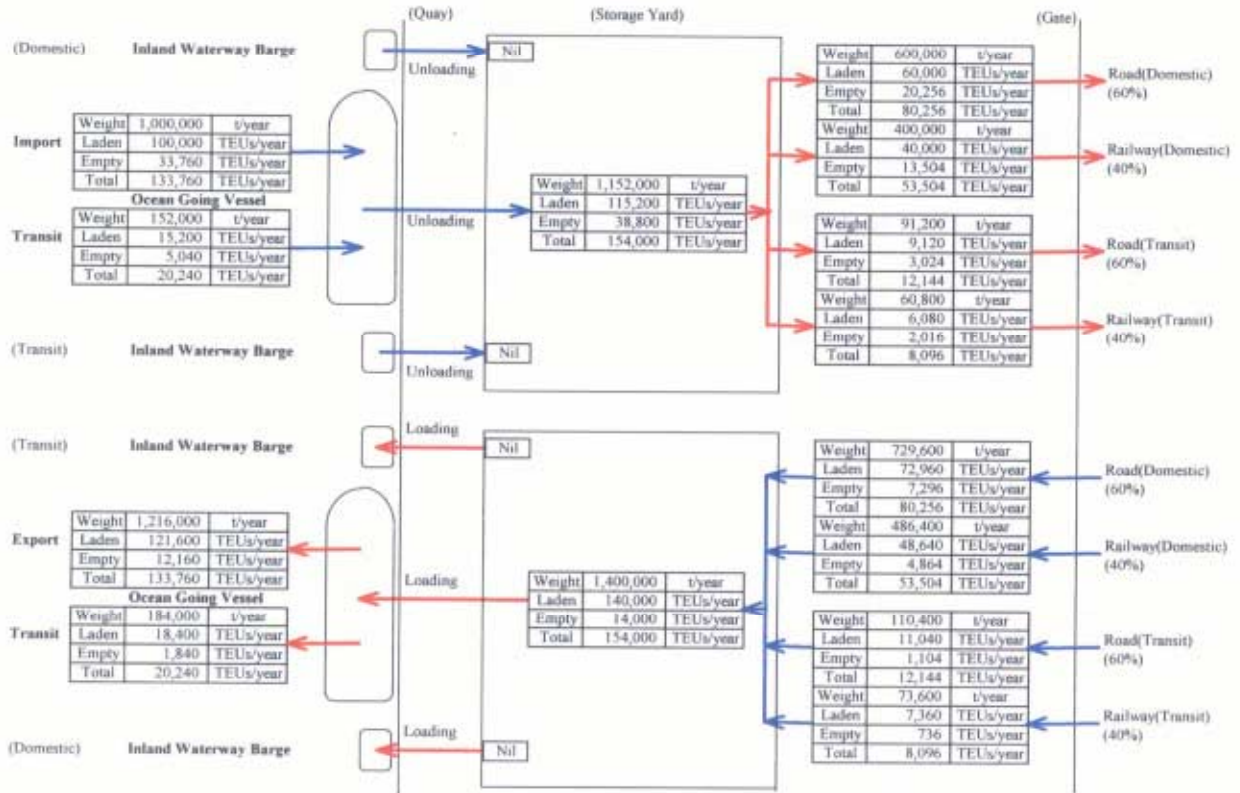 (Quay) (Storage Yard) (Gate)
(Domestic) Inland Waterway Barge
Nil
Unloading
Import
Weight 1,000,000 t/year
Laden 100,000 TEUs/year
Empty 33,760 TEUs/year
Total 133,760 TEUs/year
Ocean Going Vessel
Transit
Weight 152,000 t/year
Laden 15,200 TEUs/year
Empty 5,040 TEUs/year
Total 20,240 TEUs/year
Unloading
Weight 1,152,000 t/year
Laden 115,200 TEUs/year
Empty 38,800 TEUs/year
Total 154,000 TEUs/year
Weight 600,000 t/year
Laden 60,000 TEUs/year
Empty 20,256 TEUs/year
Total 80,256 TEUs/year
Road(Domestic)
(60%)
Weight 400,000 t/year
Laden 40,000 TEUs/year
Empty 13,504 TEUs/year
Total 53,504 TEUs/year
Railway(Domestic)
(40%)
Weight 91,200 t/year
Laden 9,120 TEUs/year
Empty 3,024 TEUs/year
Total 12,144 TEUs/year
Road(Transit)
(60%)
Weight 60,800 t/year
Laden 6,080 TEUs/year
Empty 2,016 TEUs/year
Total 8,096 TEUs/year
Railway(Transit)
(40%)
(Transit) Inland Waterway Barge
Nil
Unloading
(Transit) Inland Waterway Barge
Loading
Nil
Export
Weight 1,216,000 t/year
Laden 121,600 TEUs/year
Empty 12,160 TEUs/year
Total 133,760 TEUs/year
Ocean Going Vessel
Transit
Weight 184,000 t/year
Laden 18,400 TEUs/year
Empty 1,840 TEUs/year
Total 20,240 TEUs/year
Loading
Weight 1,400,000 t/year
Laden 140,000 TEUs/year
Empty 14,000 TEUs/year
Total 154,000 TEUs/year
Weight 729,600 t/year
Laden 72,960 TEUs/year
Empty 7,296 TEUs/year
Total 80,256 TEUs/year
Road(Domestic)
(60%)
Weight 486,400 t/year
Laden 48,640 TEUs/year
Empty 4,864 TEUs/year
Total 53,504 TEUs/year
Railway(Domestic)
(40%)
Weight 110,400 t/year
Laden 11,040 TEUs/year
Empty 1,104 TEUs/year
Total 12,144 TEUs/year
Road(Transit)
(60%)
Weight 73,600 t/year
Laden 7,360 TEUs/year
Empty 736 TEUs/year
Total 8,096 TEUs/year
Railway(Transit)
(40%)
Loading
(Domestic) Inland Waterway Barge
Nil